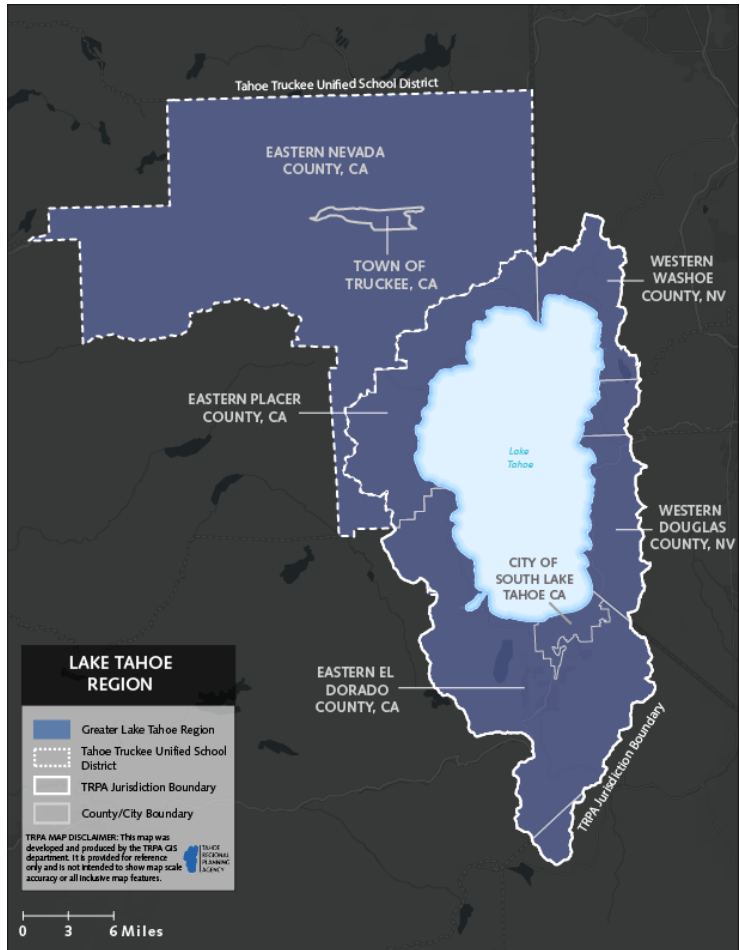 Tahoe Truckee Unified School District
EASTERN NEVADA
COUNTY, CA
TOWN OF
TRUCKEE, CA
WESTERN
WASHOE
COUNTY, NV
EASTERN PLACER
COUNTY, CA
Lake
Tahoe
WESTERN
DOUGLAS
COUNTY, NV
CITY OF
SOUTH LAKE
TAHOE CA
EASTERN EL
DORADO
COUNTY, CA
TRPA Jurisdiction Boundary
LAKE TAHOE
REGION
Greater Lake Tahoe Region
Tahoe Truckee Unified School
District
TRPA Jurisdiction Boundary
County/City Boundary
TRPA MAP DISCLAIMER: This map was
developed and produced by the TRPA GIS
department. It is provided for reference
only and is not intended to show map scale
accuracy or all inclusive map features.
TAHOE
REGIONAL
PLANNING
AGENCY
0 3 6 Miles